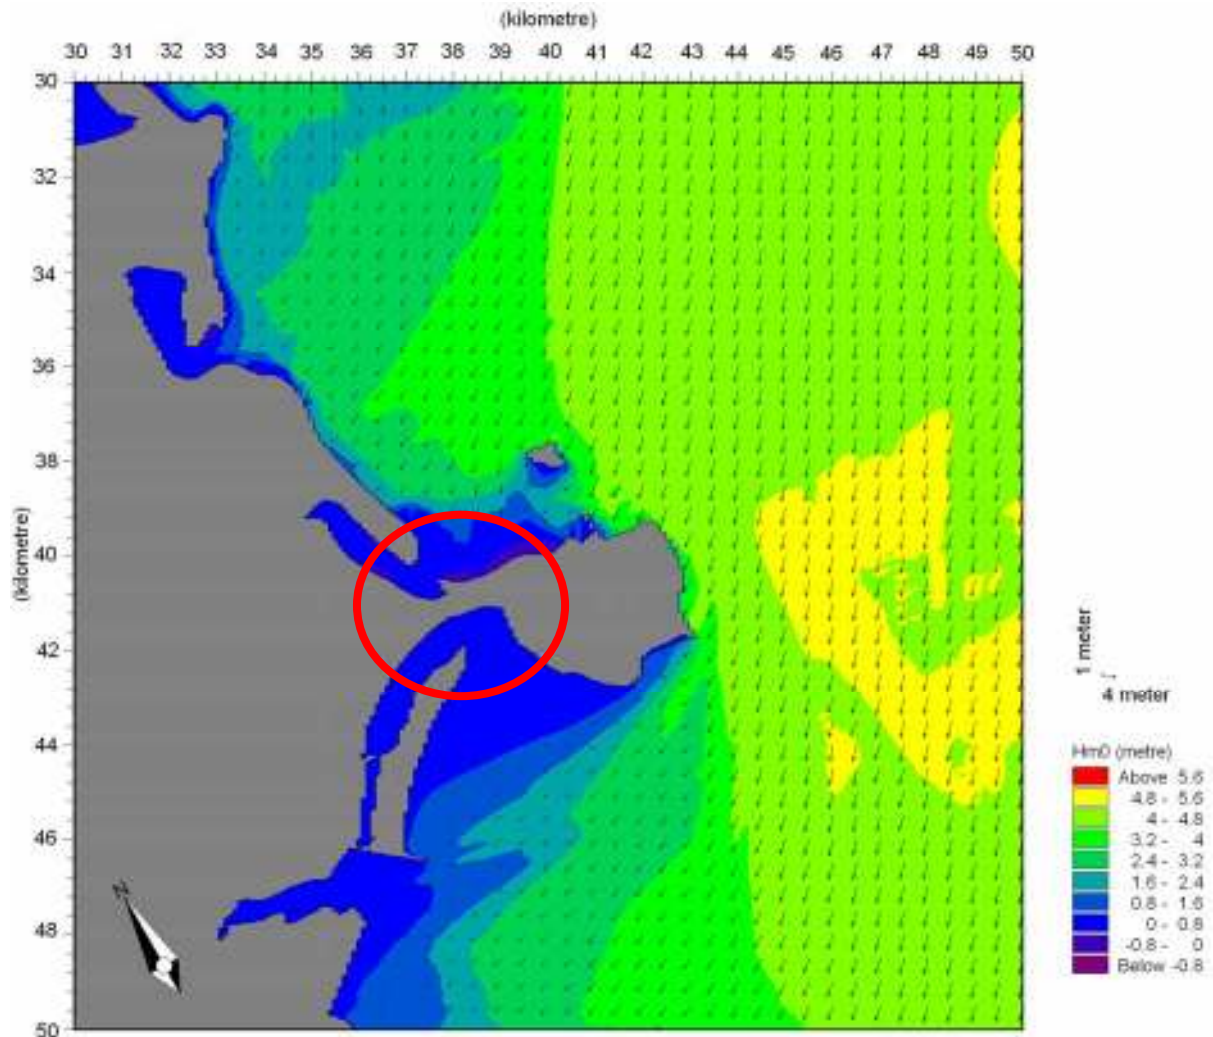 (kilometre)
30 31 32 33 34 35 36 37 38 39 40 41 42 43 44 45 46 47 48 49 50
30
32
34
36
38
40
42
44
46
48
50
(kilometre)
N
1 meter
4 meter
Hm0 (metre)
Above 5.6
4.8 - 5.6
4 - 4.8
3.2 - 4
2.4 - 3.2
1.6 - 2.4
0.8 - 1.6
0 - 0.8
-0.8 - 0
Below -0.8